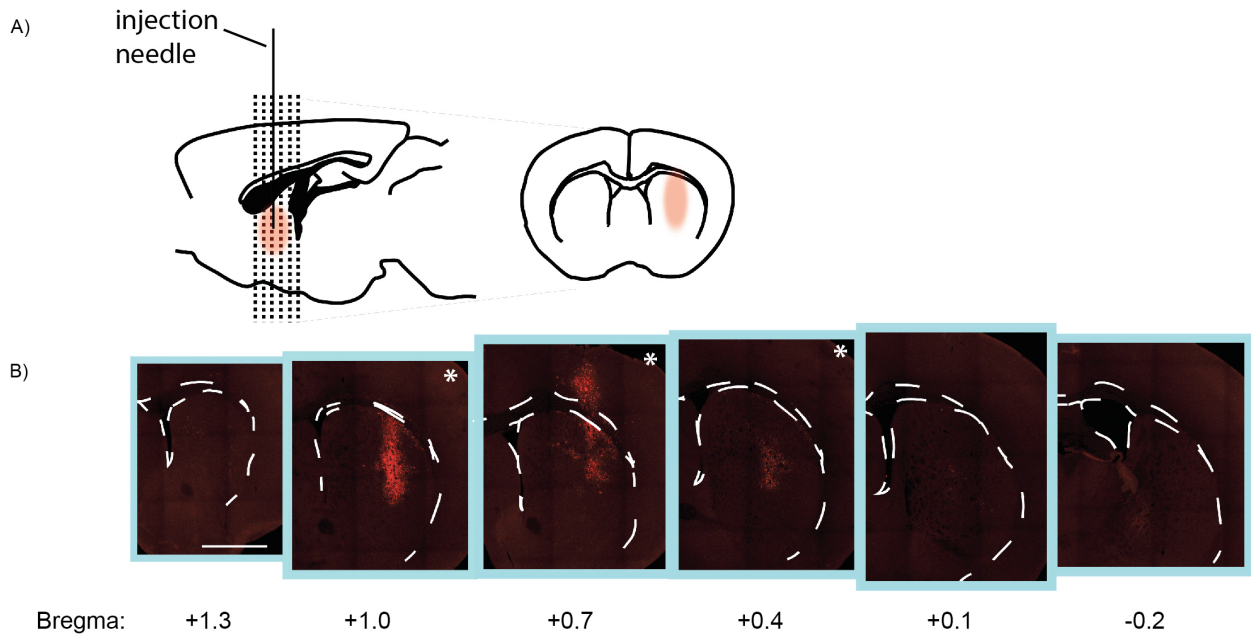 A)
injection
needle
B)
*
*
*
Bregma: +1.3 +1.0 +0.7 +0.4 +0.1 -0.2